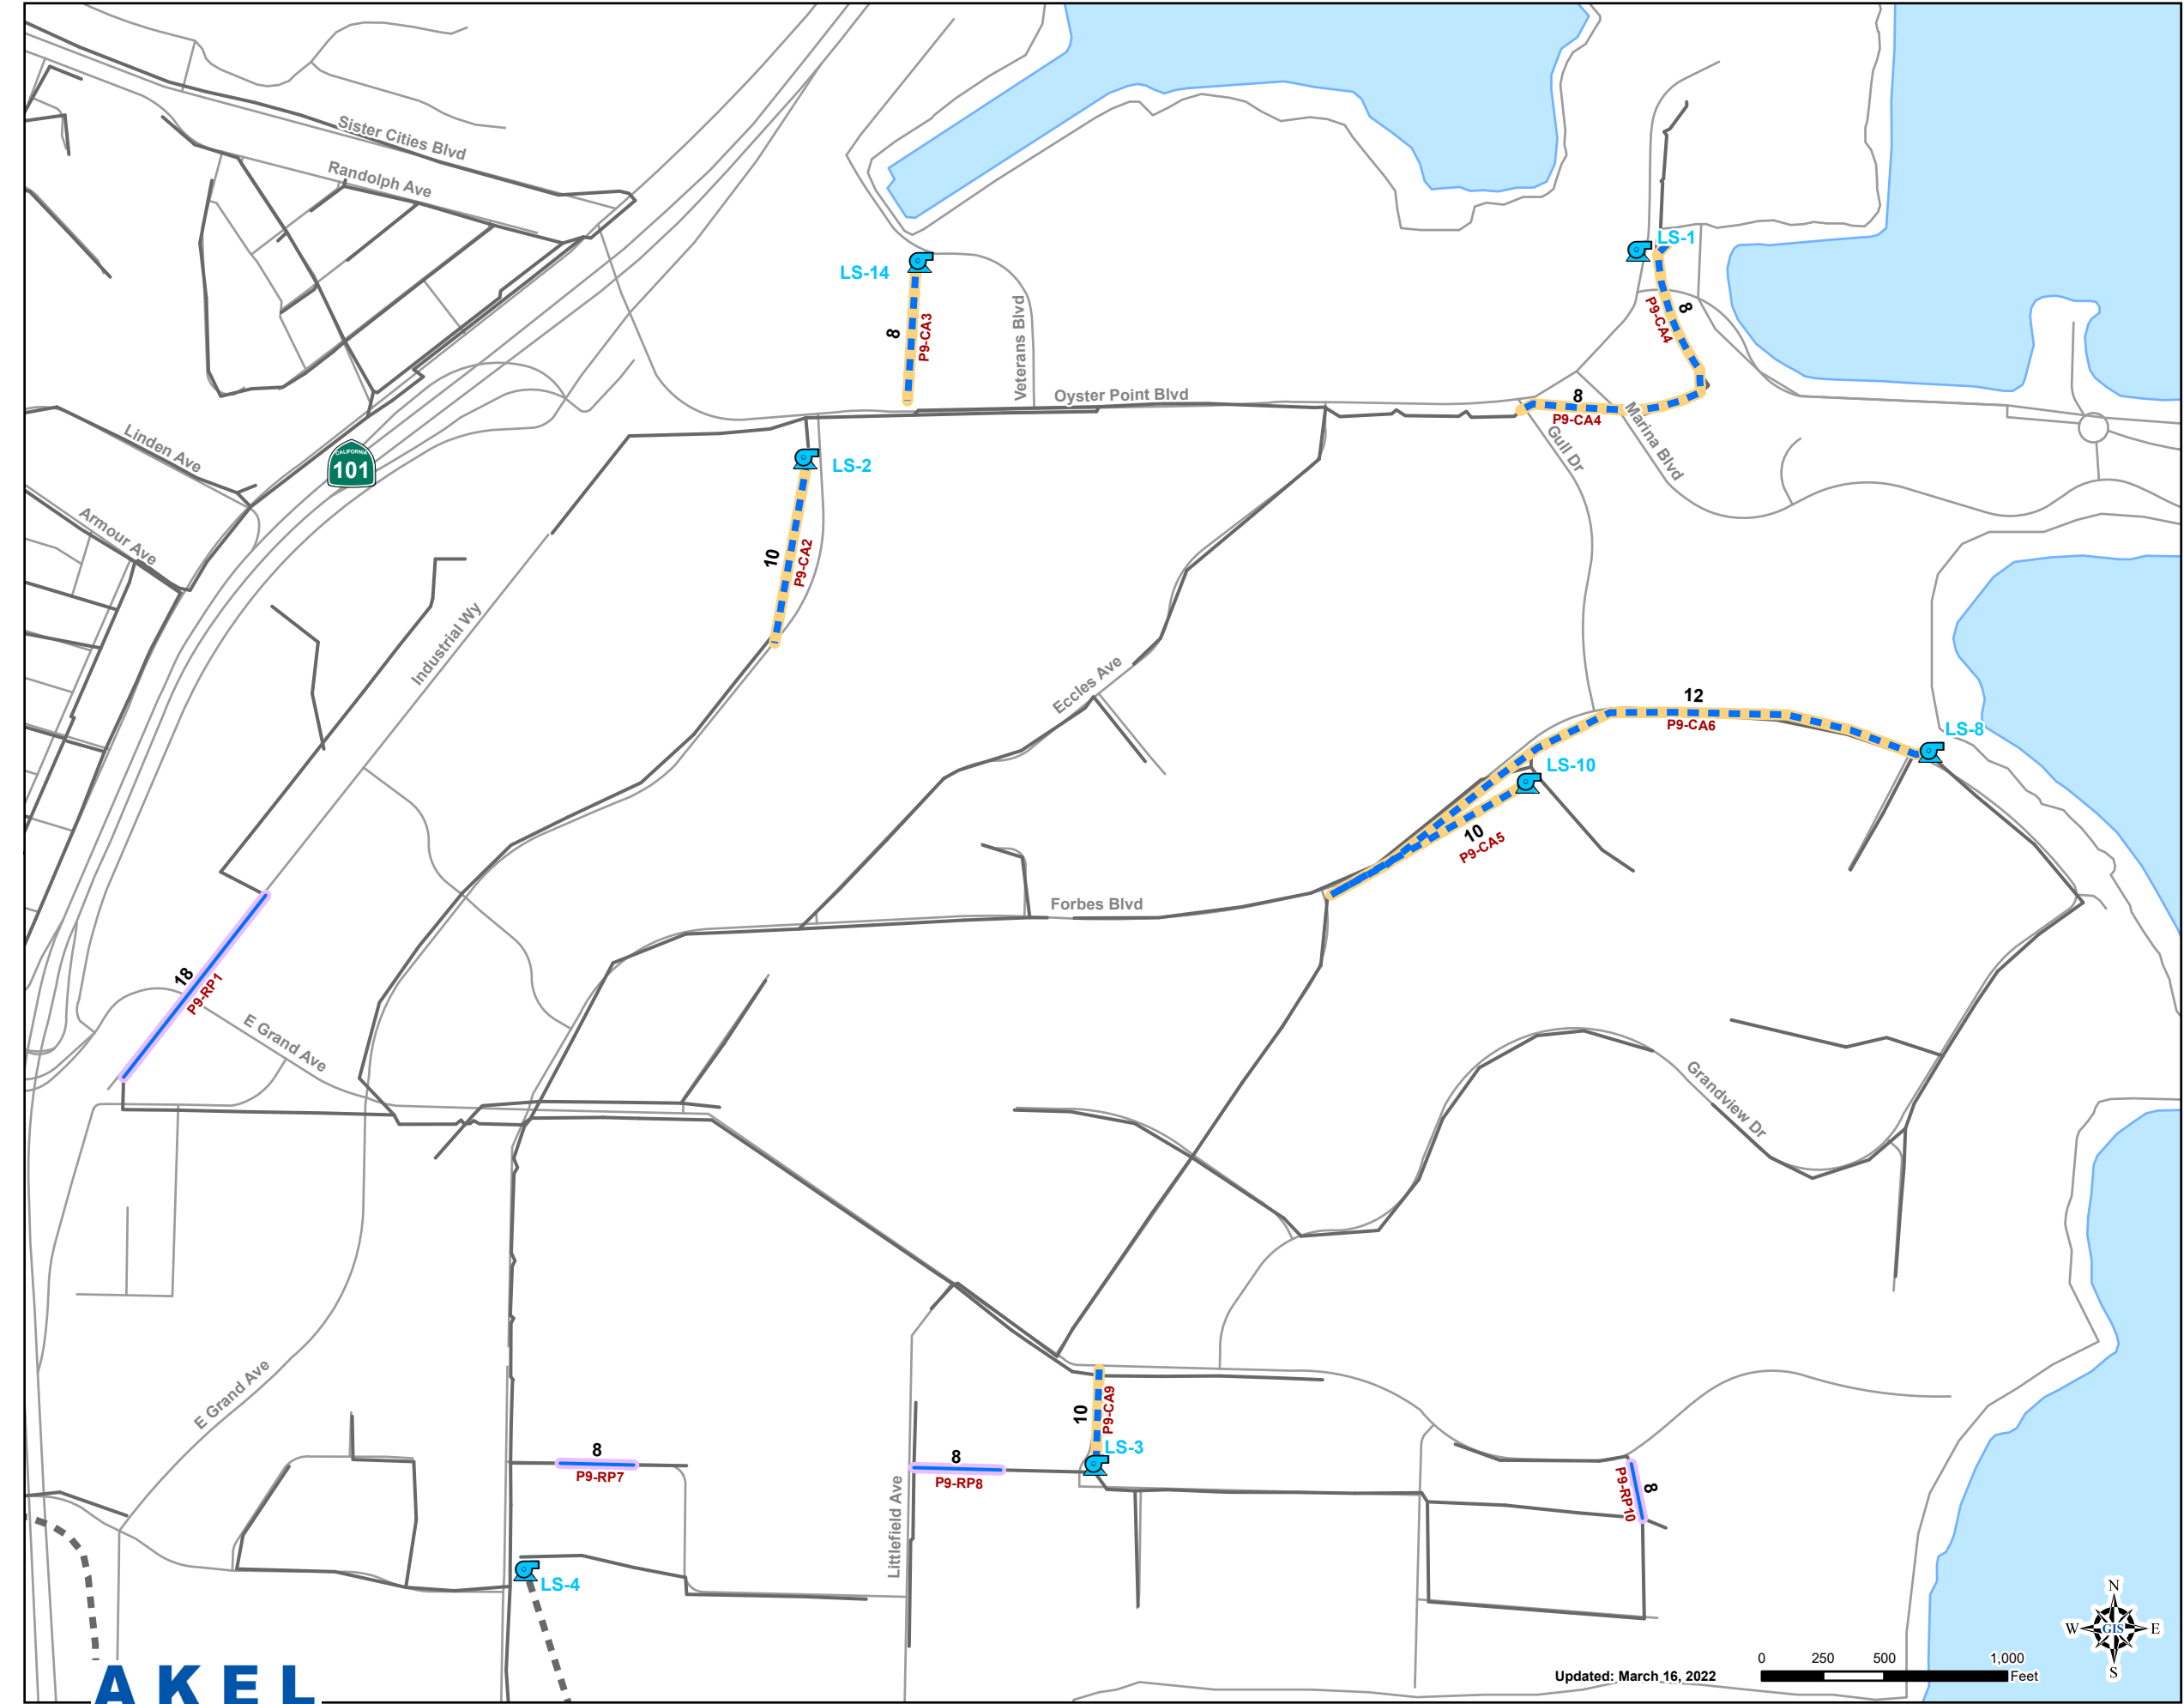 Sister Cities Blvd
Randolph Ave
LS-1
LS-14
8
P9-CA3
Veterans Blvd
8
P9-CA4
Oyster Point Blvd
8
P9-CA4
Marina Blvd
Gull Dr
Linden Ave
CALIFORNIA
101
LS-2
Armour Ave
10
P9-CA2
Industrial Wy
Eccles Ave
12
P9-CA6
LS-8
LS-10
10
P9-CA5
Forbes Blvd
18
P9-RP1
E Grand Ave
Grandview Dr
E Grand Ave
10
P9-CA9
LS-3
8
P9-RP7
8
P9-RP8
8
P9-RP10
Littlefield Ave
LS-4
N
W
GIS
E
S
0 250 500 1,000
Feet
Updated: March 16, 2022
AKEL